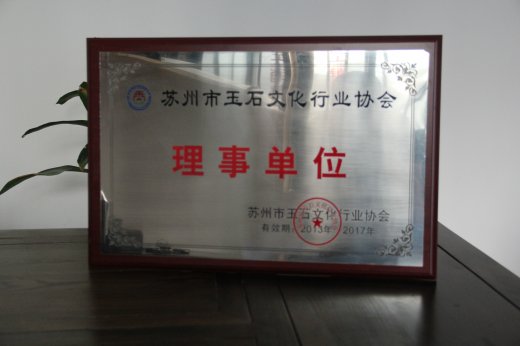 苏州市玉石文化行业协会
理事单位
苏州市玉石文化行业协会
有效期：2013年－2017年